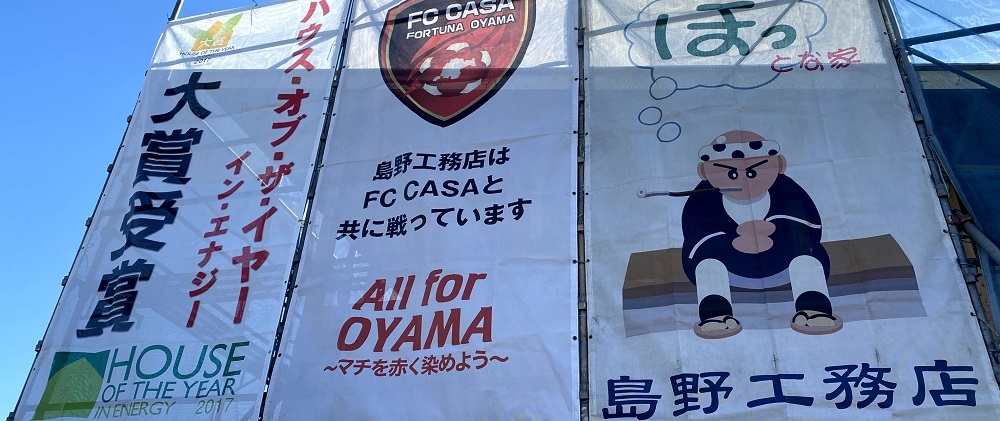 大賞
HOUSE OF THE YEAR
2017
ハウス・オブ・ザ・イヤー
イン・エナジー
大賞受賞
HOUSE
OF THE YEAR
IN ENERGY 2017
FC CASA
FORTUNA OYAMA
島野工務店は
FC CASAと
共に戦っています
All for
OYAMA
～マチを赤く染めよう～
ほっ
とな家
島野工務店